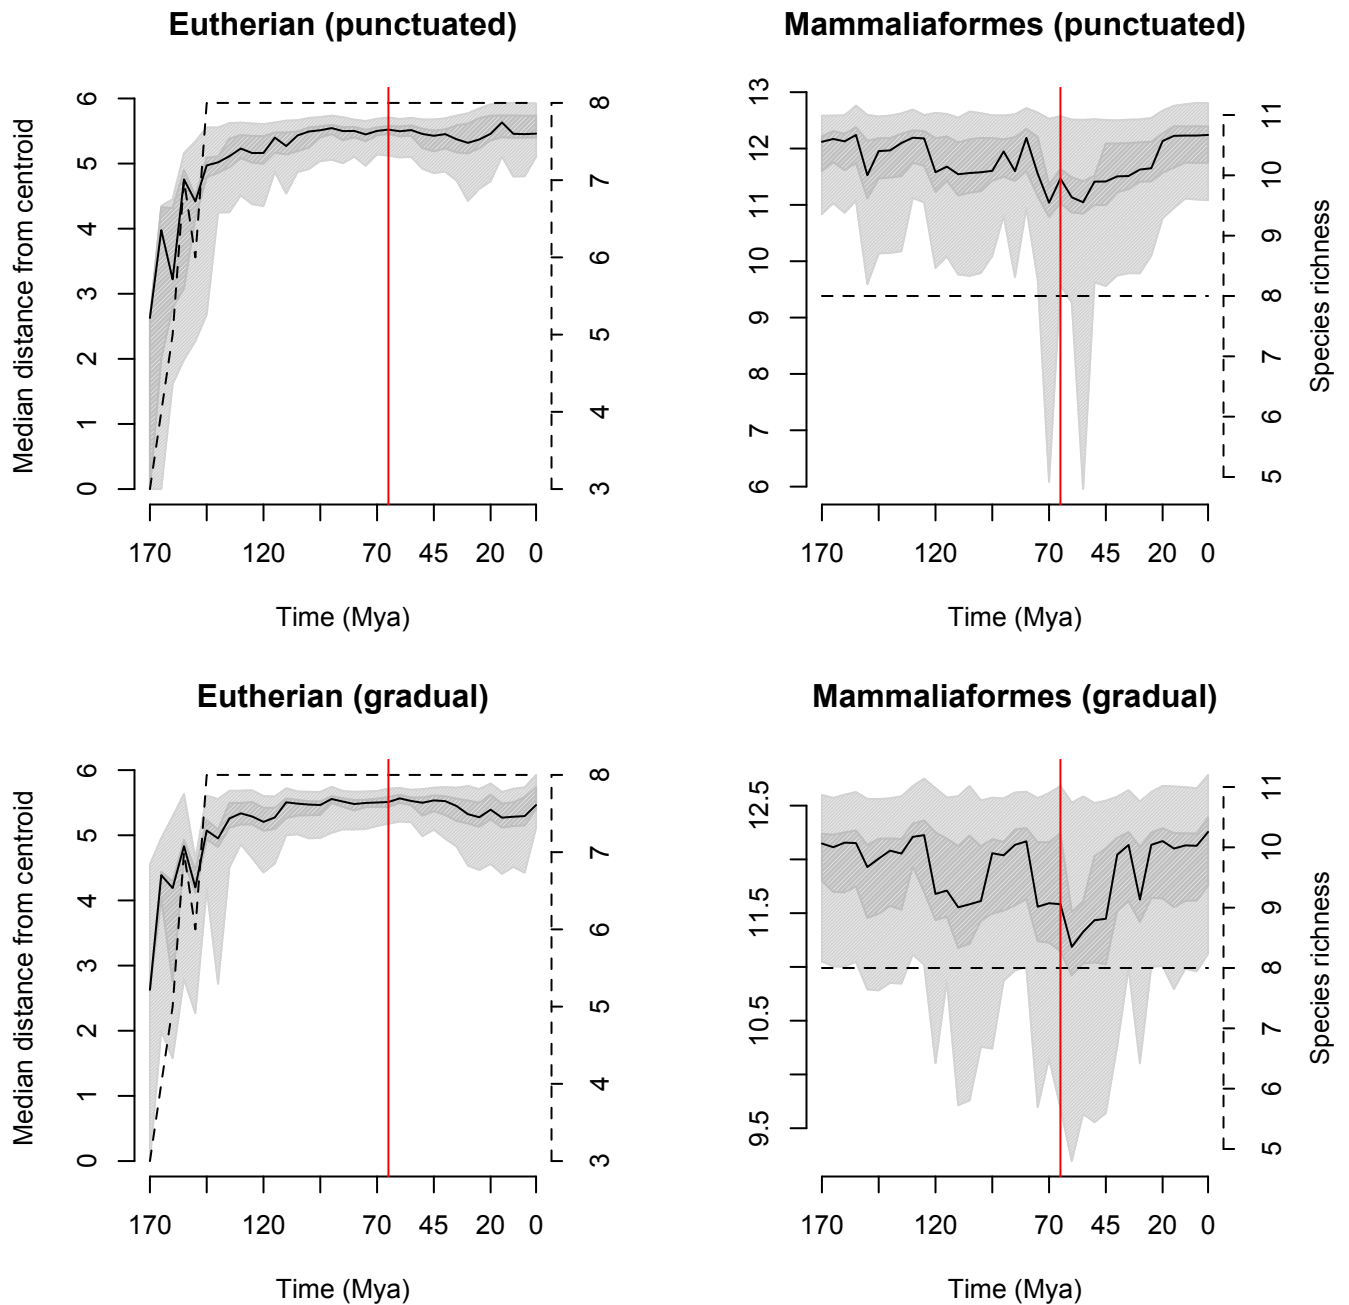 Eutherian (punctuated)
Median distance from centroid
0 1 2 3 4 5 6
3 4 5 6 7 8
170 120 70 45 20 0
Time (Mya)
Mammaliaformes (punctuated)
6 7 8 9 10 11 12 13
5 6 7 8 9 10 11
Species richness
170 120 70 45 20 0
Time (Mya)
Eutherian (gradual)
Median distance from centroid
0 1 2 3 4 5 6
3 4 5 6 7 8
170 120 70 45 20 0
Time (Mya)
Mammaliaformes (gradual)
9.5 10.5 11.5 12.5
5 6 7 8 9 10 11
Species richness
170 120 70 45 20 0
Time (Mya)